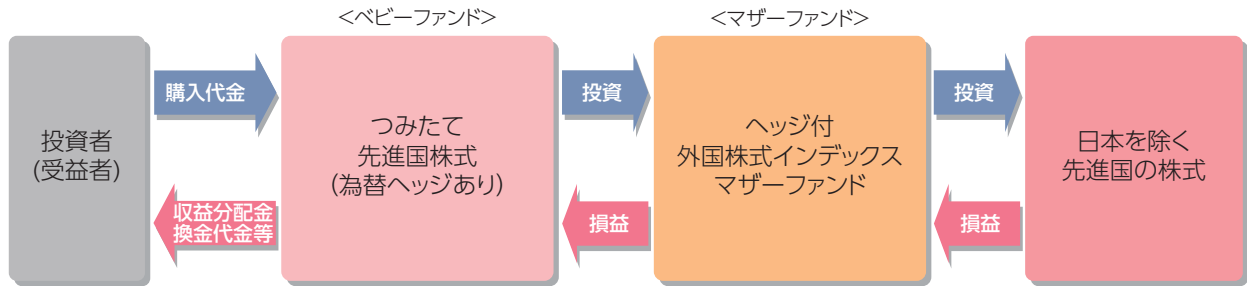 <ベビーファンド>
<マザーファンド>
投資者
(受益者)
購入代金
収益分配金
換金代金等
つみたて
先進国株式
(為替ヘッジあり)
投資
損益
ヘッジ付
外国株式インデックス
マザーファンド
投資
損益
日本を除く
先進国の株式